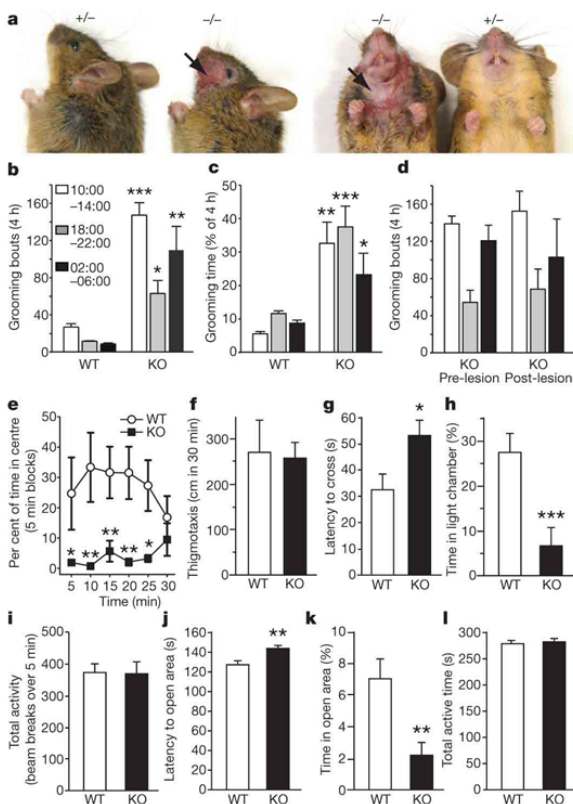 a
+/−
−/−
−/−
+/−
b
Grooming bouts (4 h)
160
120
80
40
0
10:00
–14:00
18:00
–22:00
02:00
–06:00
***
*
**
WT
KO
c
Grooming time (% of 4 h)
50
40
30
20
10
0
**
***
*
WT
KO
d
Grooming bouts (4 h)
160
120
80
40
0
KO
Pre-lesion
KO
Post-lesion
e
Per cent of time in centre
(5 min blocks)
50
40
30
20
10
0
WT
KO
*
**
**
**
*
5
10
15
20
25
30
Time (min)
f
Thigmotaxis (cm in 30 min)
300
200
100
0
WT
KO
g
Latency to cross (s)
60
50
40
30
20
10
0
*
WT
KO
h
Time in light chamber (%)
30
20
10
0
***
WT
KO
i
Total activity
(beam breaks over 5 min)
500
400
300
200
100
0
WT
KO
j
Latency to open area (s)
160
140
120
100
80
60
40
20
0
**
WT
KO
k
Time in open area (%)
10
8
6
4
2
0
**
WT
KO
l
Total active time (s)
300
250
200
150
100
50
0
WT
KO